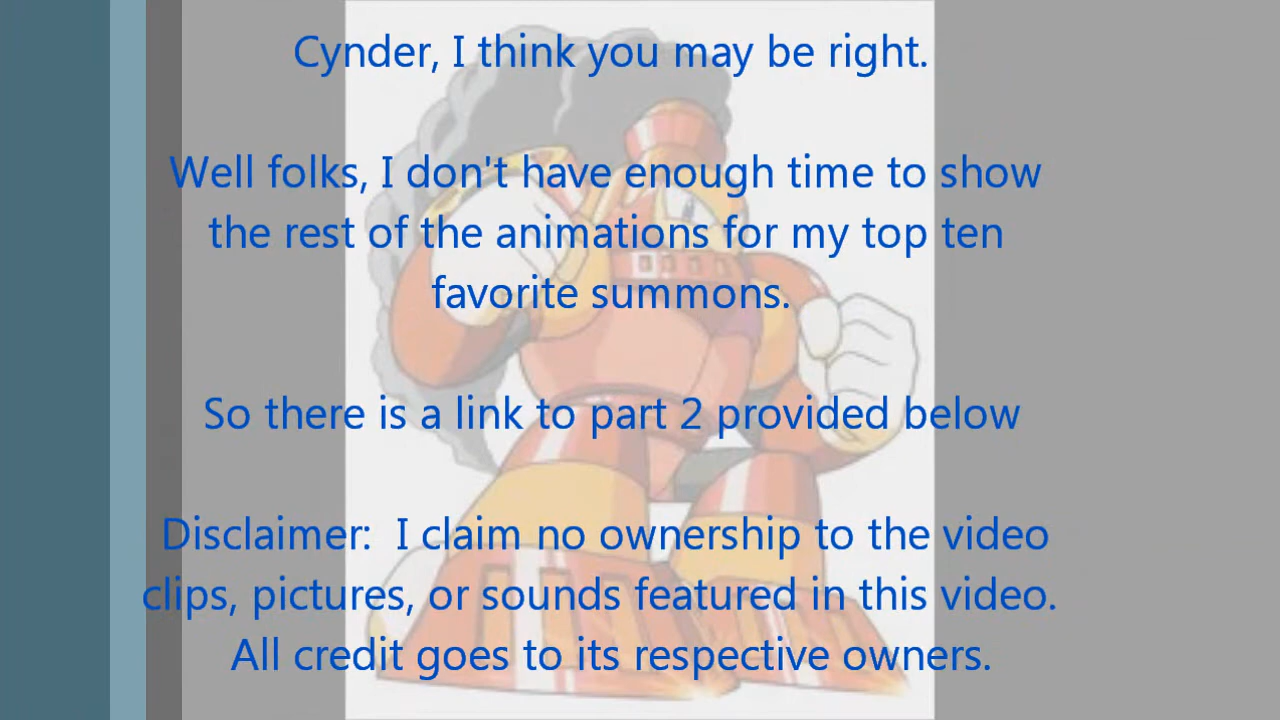 Cynder, I think you may be right.
Well folks, I don't have enough time to show
the rest of the animations for my top ten
favorite summons.
So there is a link to part 2 provided below
Disclaimer:  I claim no ownership to the video
clips, pictures, or sounds featured in this video.
All credit goes to its respective owners.